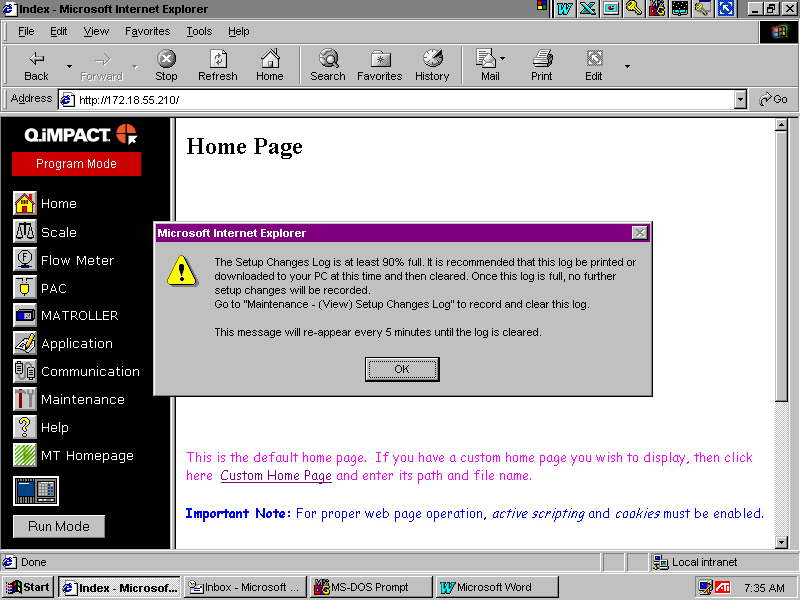 Index - Microsoft Internet Explorer
File Edit View Favorites Tools Help
Back Forward Stop Refresh Home Search Favorites History Mail Print Edit
Address http://172.18.55.210/ Go
Q.iMPACT.
Program Mode
Home
Scale
Flow Meter
PAC
MATROLLER
Application
Communication
Maintenance
Help
MT Homepage
Run Mode
Home Page
Microsoft Internet Explorer
The Setup Changes Log is at least 90% full. It is recommended that this log be printed or
downloaded to your PC at this time and then cleared. Once this log is full, no further
setup changes will be recorded.
Go to "Maintenance - (View) Setup Changes Log" to record and clear this log.
This message will re-appear every 5 minutes until the log is cleared.
OK
This is the default home page. If you have a custom home page you wish to display, then click
here Custom Home Page and enter its path and file name.
Important Note: For proper web page operation, active scripting and cookies must be enabled.
Done Local intranet
Start Index - Microsof... Inbox - Microsoft ... MS-DOS Prompt Microsoft Word 7:35 AM